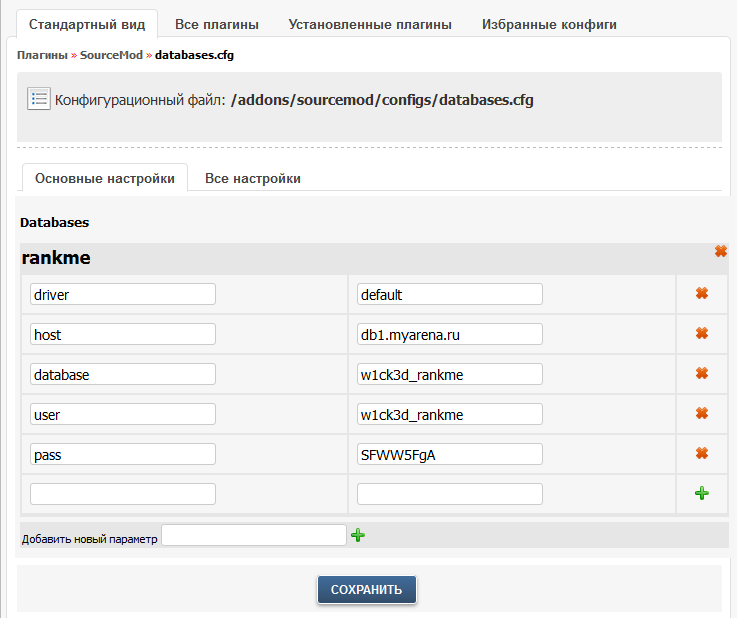 Стандартный вид Все плагины Установленные плагины Избранные конфиги
Плагины » SourceMod » databases.cfg
Конфигурационный файл: /addons/sourcemod/configs/databases.cfg
Основные настройки Все настройки
Databases
rankme
driver default
host db1.myarena.ru
database w1ck3d_rankme
user w1ck3d_rankme
pass SFWW5FgA
Добавить новый параметр
СОХРАНИТЬ